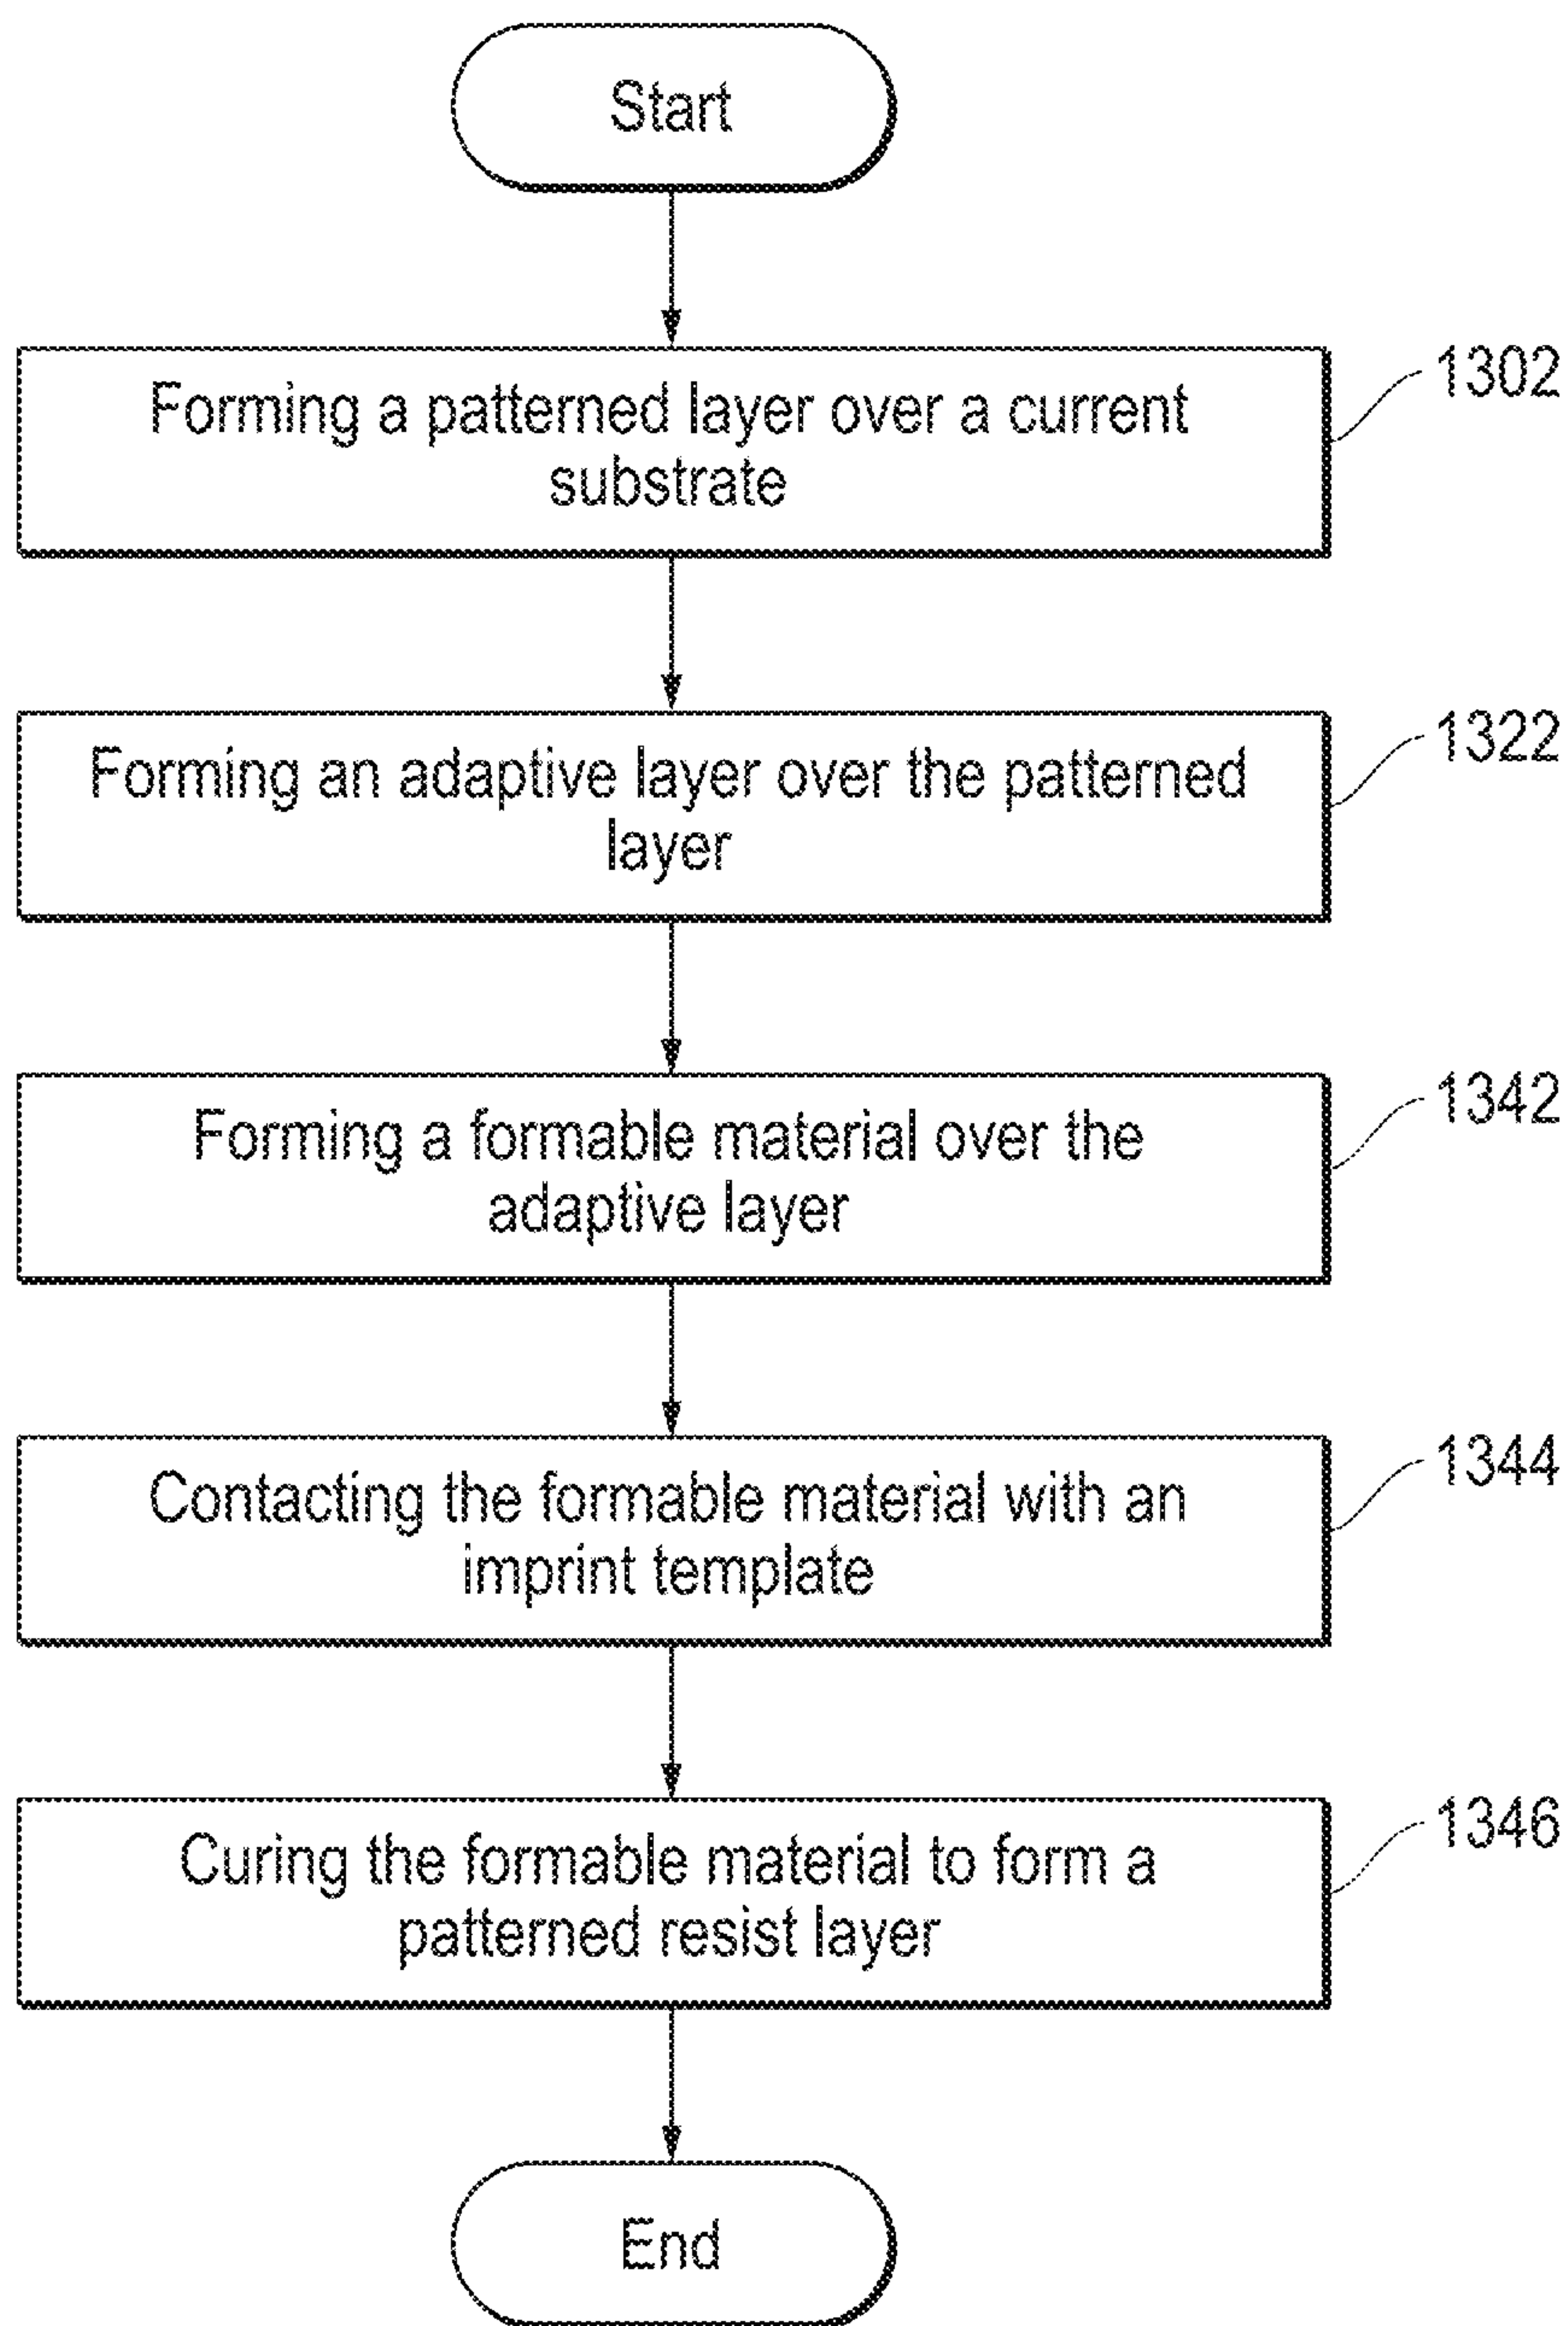 Start
Forming a patterned layer over a current
substrate
1302
Forming an adaptive layer over the patterned
layer
1322
Forming a formable material over the
adaptive layer
1342
Contacting the formable material with an
imprint template
1344
Curing the formable material to form a
patterned resist layer
1346
End